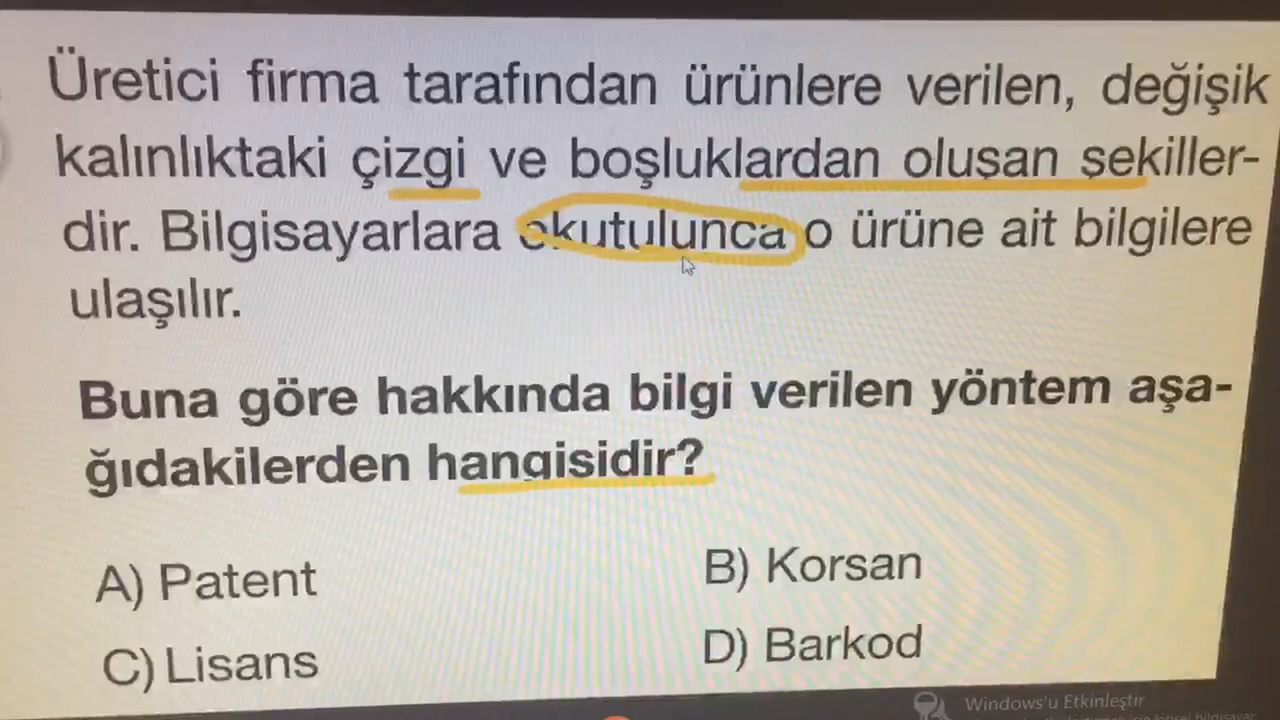 Üretici firma tarafından ürünlere verilen, değişik
kalınlıktaki çizgi ve boşluklardan oluşan şekiller-
dir. Bilgisayarlara okutulunca o ürüne ait bilgilere
ulaşılır.
Buna göre hakkında bilgi verilen yöntem aşa-
ğıdakilerden hangisidir?
A) Patent
B) Korsan
C) Lisans
D) Barkod
Windows'u Etkinleştir